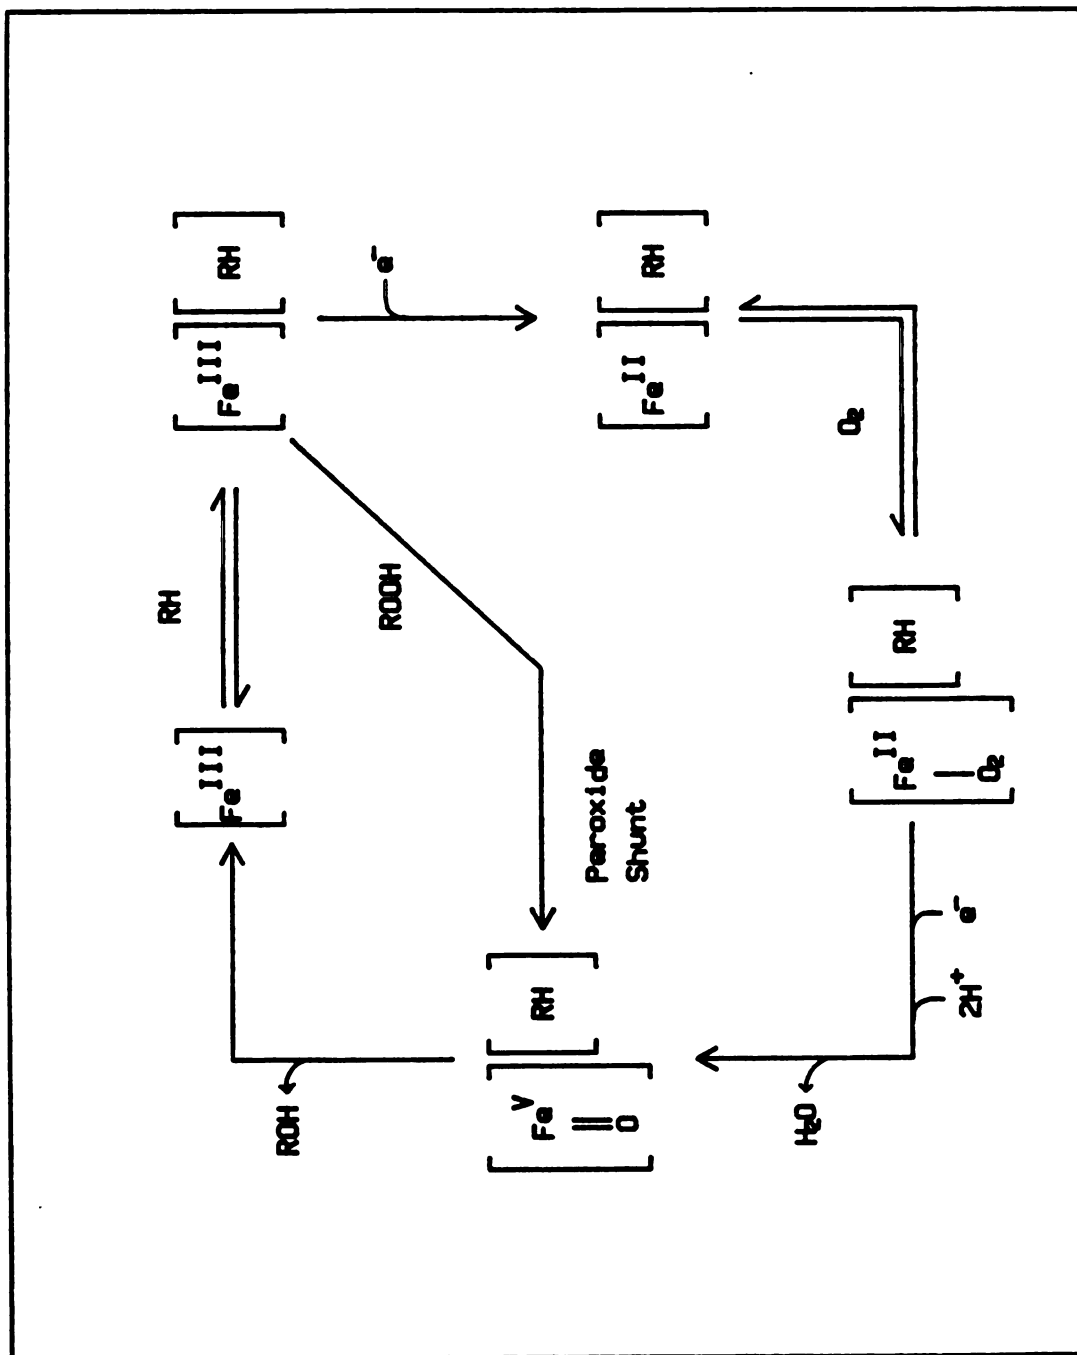 RH
[Fe^III]
[Fe^III] [RH]
e⁻
[Fe^II] [RH]
O₂
[Fe^II—O₂] [RH]
e⁻
2H⁺
H₂O
[Fe^V=O] [RH]
ROH
ROOH
Peroxide
Shunt